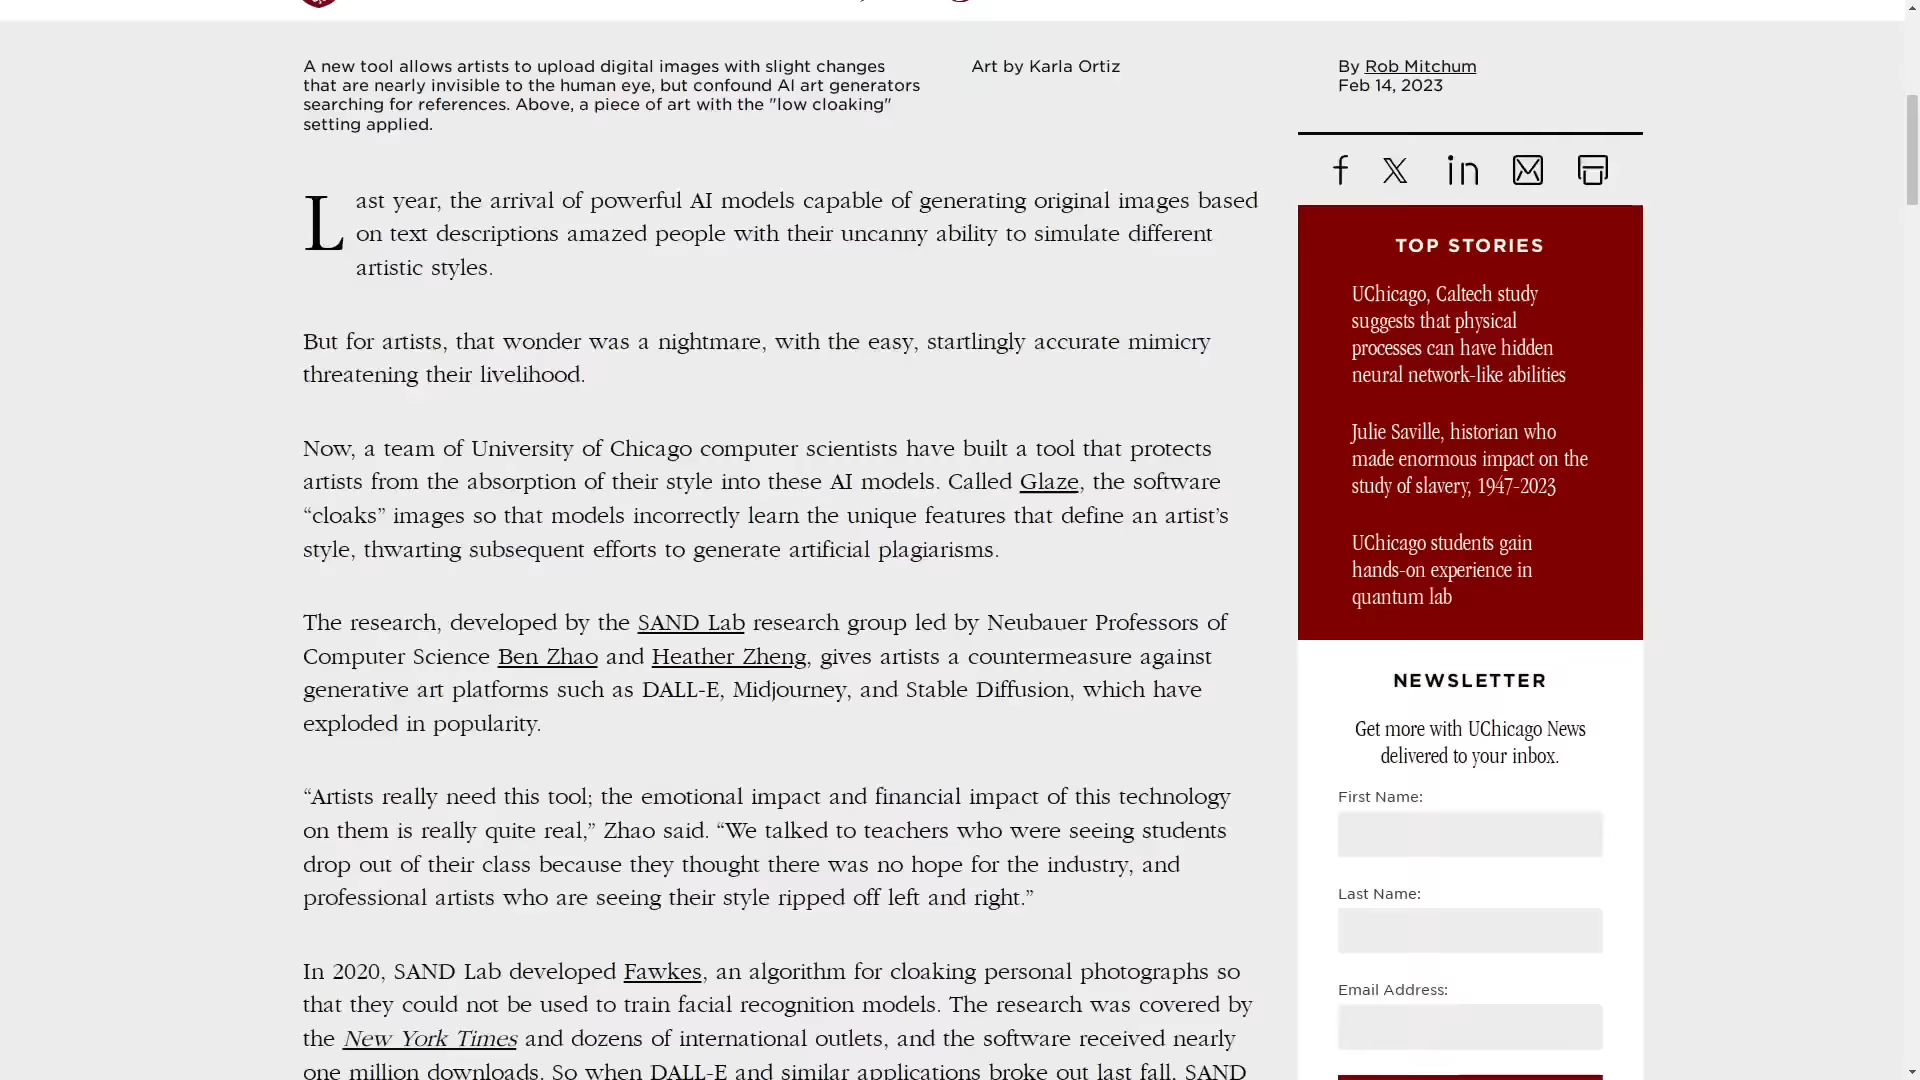 A new tool allows artists to upload digital images with slight changes
that are nearly invisible to the human eye, but confound AI art generators
searching for references. Above, a piece of art with the "low cloaking"
setting applied.
Art by Karla Ortiz
By Rob Mitchum
Feb 14, 2023
Last year, the arrival of powerful AI models capable of generating original images based
on text descriptions amazed people with their uncanny ability to simulate different
artistic styles.
But for artists, that wonder was a nightmare, with the easy, startlingly accurate mimicry
threatening their livelihood.
Now, a team of University of Chicago computer scientists have built a tool that protects
artists from the absorption of their style into these AI models. Called Glaze, the software
“cloaks” images so that models incorrectly learn the unique features that define an artist’s
style, thwarting subsequent efforts to generate artificial plagiarisms.
The research, developed by the SAND Lab research group led by Neubauer Professors of
Computer Science Ben Zhao and Heather Zheng, gives artists a countermeasure against
generative art platforms such as DALL-E, Midjourney, and Stable Diffusion, which have
exploded in popularity.
“Artists really need this tool; the emotional impact and financial impact of this technology
on them is really quite real,” Zhao said. “We talked to teachers who were seeing students
drop out of their class because they thought there was no hope for the industry, and
professional artists who are seeing their style ripped off left and right.”
In 2020, SAND Lab developed Fawkes, an algorithm for cloaking personal photographs so
that they could not be used to train facial recognition models. The research was covered by
the New York Times and dozens of international outlets, and the software received nearly
one million downloads. So when DALL-E and similar applications broke out last fall, SAND
TOP STORIES
UChicago, Caltech study
suggests that physical
processes can have hidden
neural network-like abilities
Julie Saville, historian who
made enormous impact on the
study of slavery, 1947-2023
UChicago students gain
hands-on experience in
quantum lab
NEWSLETTER
Get more with UChicago News
delivered to your inbox.
First Name:
Last Name:
Email Address: